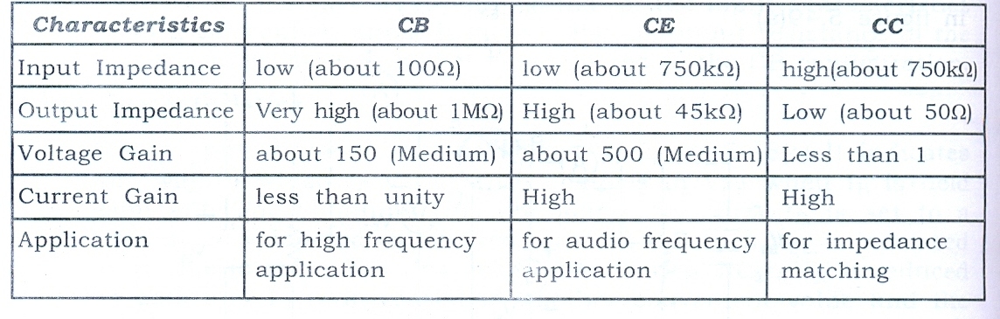 Characteristics CB CE CC
Input Impedance low (about 100Ω) low (about 750kΩ) high(about 750kΩ)
Output Impedance Very high (about 1MΩ) High (about 45kΩ) Low (about 50Ω)
Voltage Gain about 150 (Medium) about 500 (Medium) Less than 1
Current Gain less than unity High High
Application for high frequency for audio frequency for impedance
application application matching